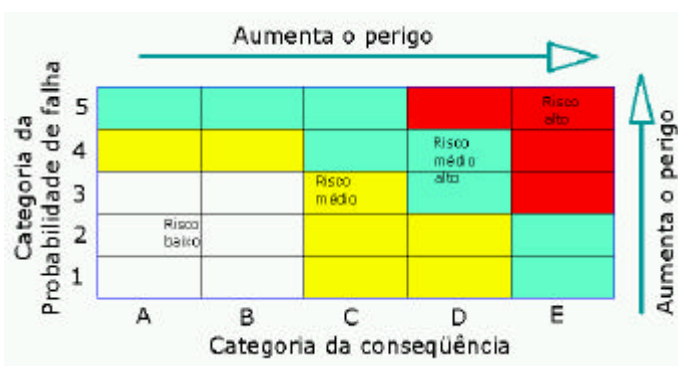 Aumenta o perigo
Categoria da
Probabilidade de falha
5
4
3
2
1
Risco
alto
Risco
médio
alto
Risco
médio
Risco
baixo
Aumenta o perigo
A B C D E
Categoria da conseqüência